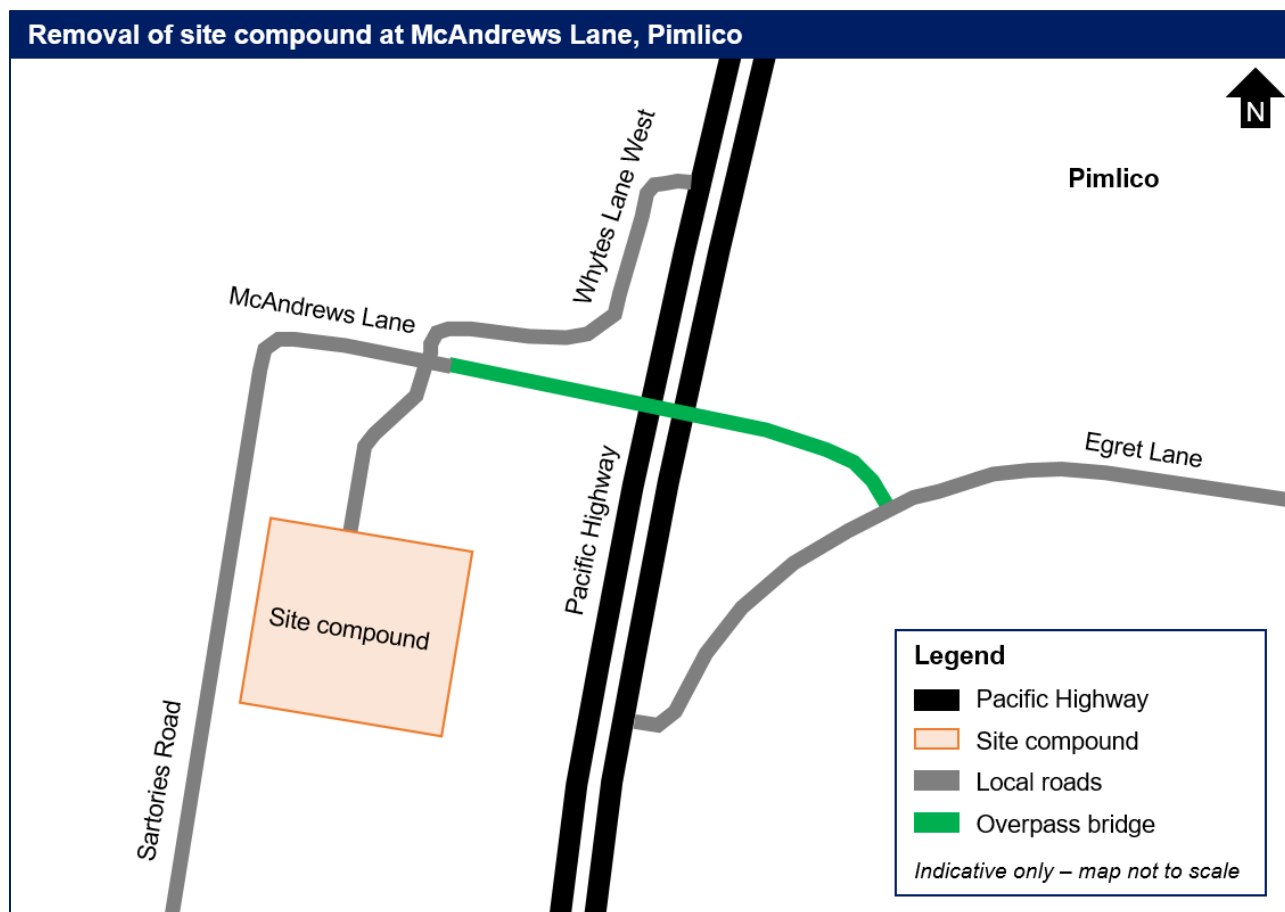 Removal of site compound at McAndrews Lane, Pimlico
N
Pimlico
Whytes Lane West
McAndrews Lane
Egret Lane
Pacific Highway
Site compound
Sartories Road
Legend
Pacific Highway
Site compound
Local roads
Overpass bridge
Indicative only – map not to scale